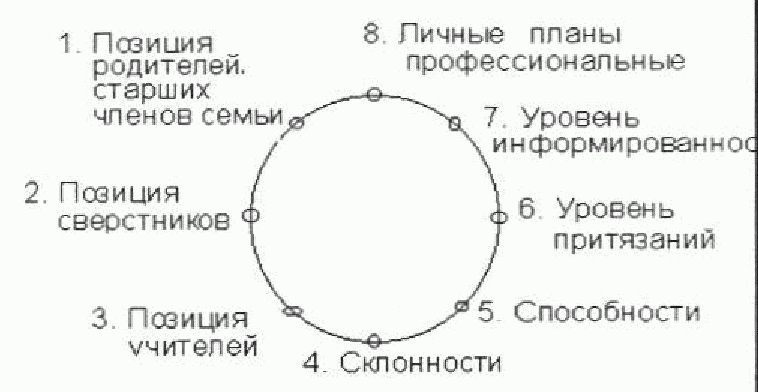 1. Позиция
родителей.
старших
членов семьи
8. Личные планы
профессиональные
7. Уровень
информированнос
2. Позиция
сверстников
6. Уровень
притязаний
3. Позиция
учителей
5. Способности
4. Склонности